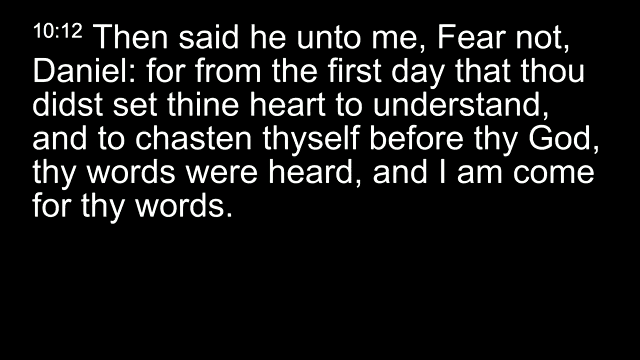 10:12 Then said he unto me, Fear not,
Daniel: for from the first day that thou
didst set thine heart to understand,
and to chasten thyself before thy God,
thy words were heard, and I am come
for thy words.